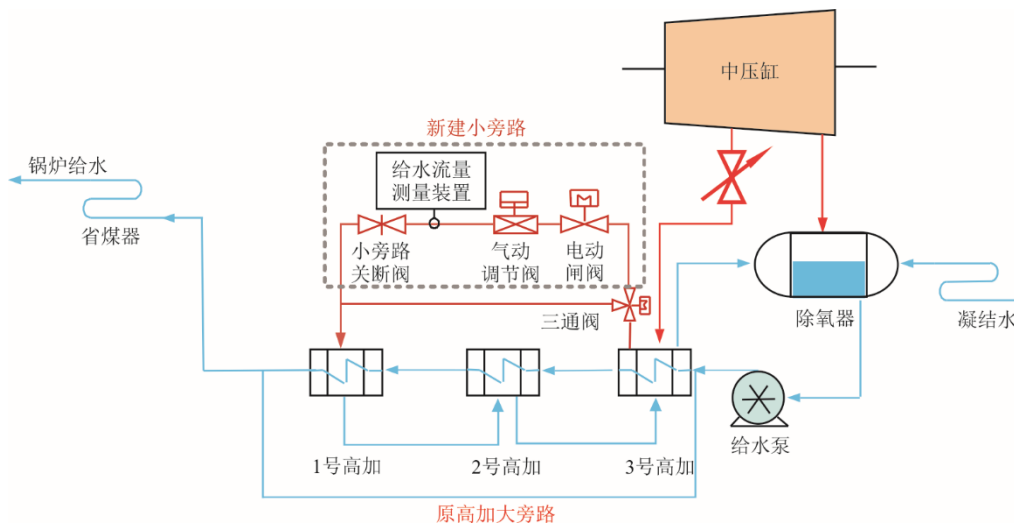 中压缸
新建小旁路
给水流量
测量装置
锅炉给水
省煤器
小旁路
关断阀
气动
调节阀
电动
闸阀
M
三通阀
M
除氧器
凝结水
给水泵
1号高加
2号高加
3号高加
原高加大旁路